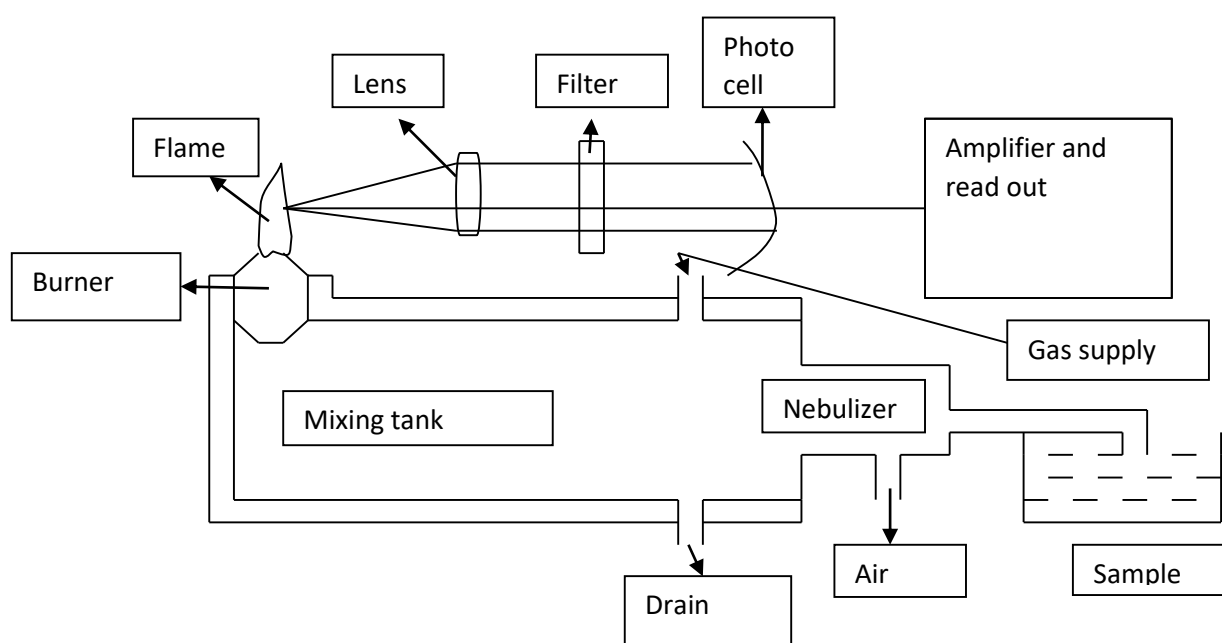 Photo
cell
Lens
Filter
Flame
Amplifier and
read out
Burner
Gas supply
Mixing tank
Nebulizer
Air
Sample
Drain